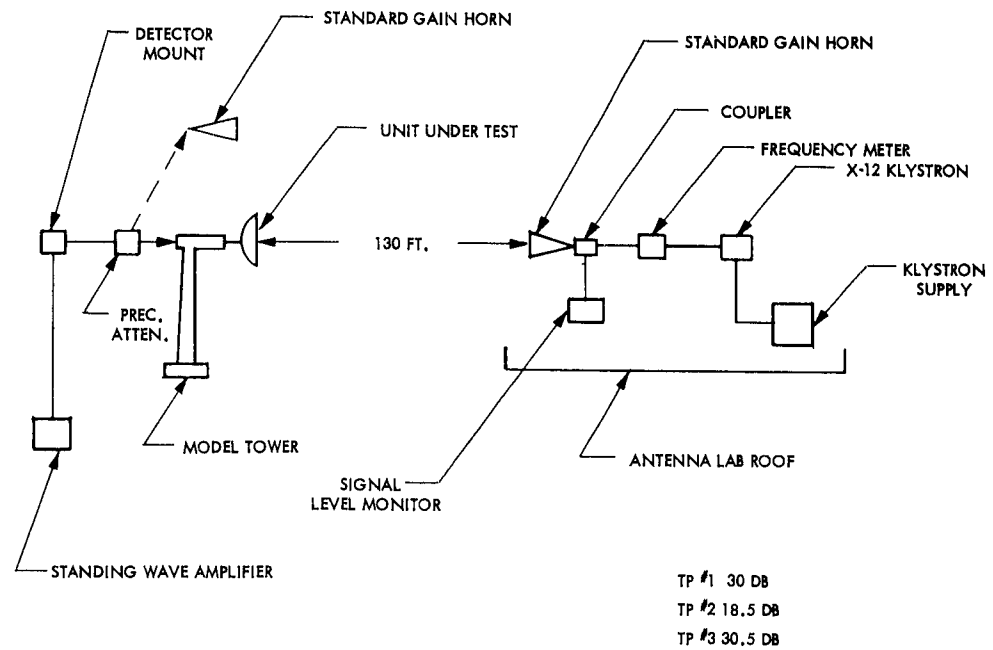 STANDARD GAIN HORN
DETECTOR
MOUNT
STANDARD GAIN HORN
COUPLER
UNIT UNDER TEST
FREQUENCY METER
X-12 KLYSTRON
130 FT.
KLYSTRON
SUPPLY
PREC.
ATTEN.
MODEL TOWER
ANTENNA LAB ROOF
SIGNAL
LEVEL MONITOR
STANDING WAVE AMPLIFIER
TP #1 30 DB
TP #2 18.5 DB
TP #3 30.5 DB